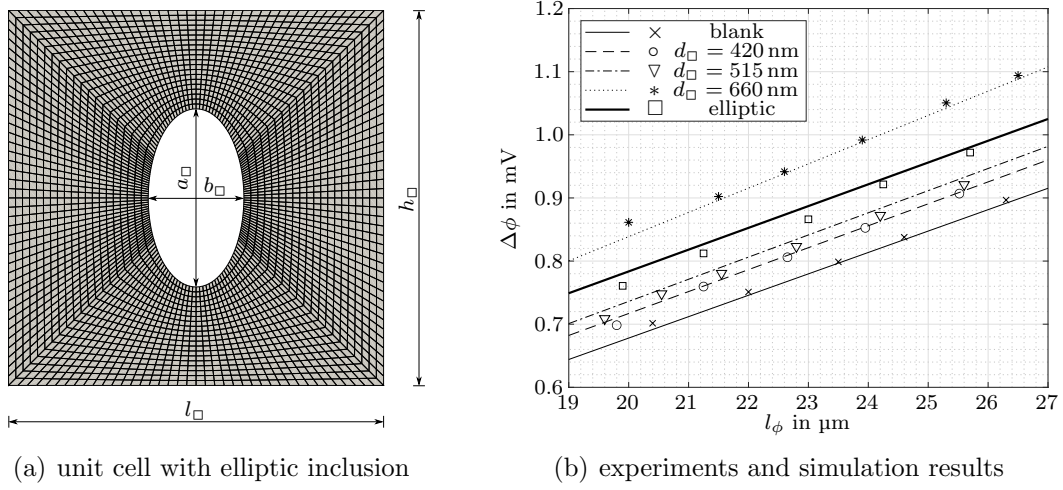 a□
b□
h□
l□
(a) unit cell with elliptic inclusion
1.2
1.1
1.0
0.9
0.8
0.7
0.6
Δϕ in mV
blank
d□ = 420 nm
d□ = 515 nm
d□ = 660 nm
elliptic
19 20 21 22 23 24 25 26 27
lϕ in µm
(b) experiments and simulation results